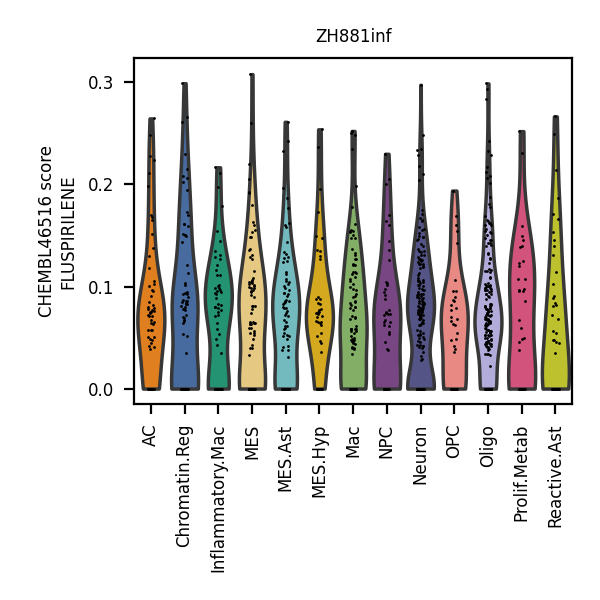 ZH881inf
CHEMBL46516 score
FLUSPIRILENE
0.3
0.2
0.1
0.0
AC
Chromatin.Reg
Inflammatory.Mac
MES
MES.Ast
MES.Hyp
Mac
NPC
Neuron
OPC
Oligo
Prolif.Metab
Reactive.Ast